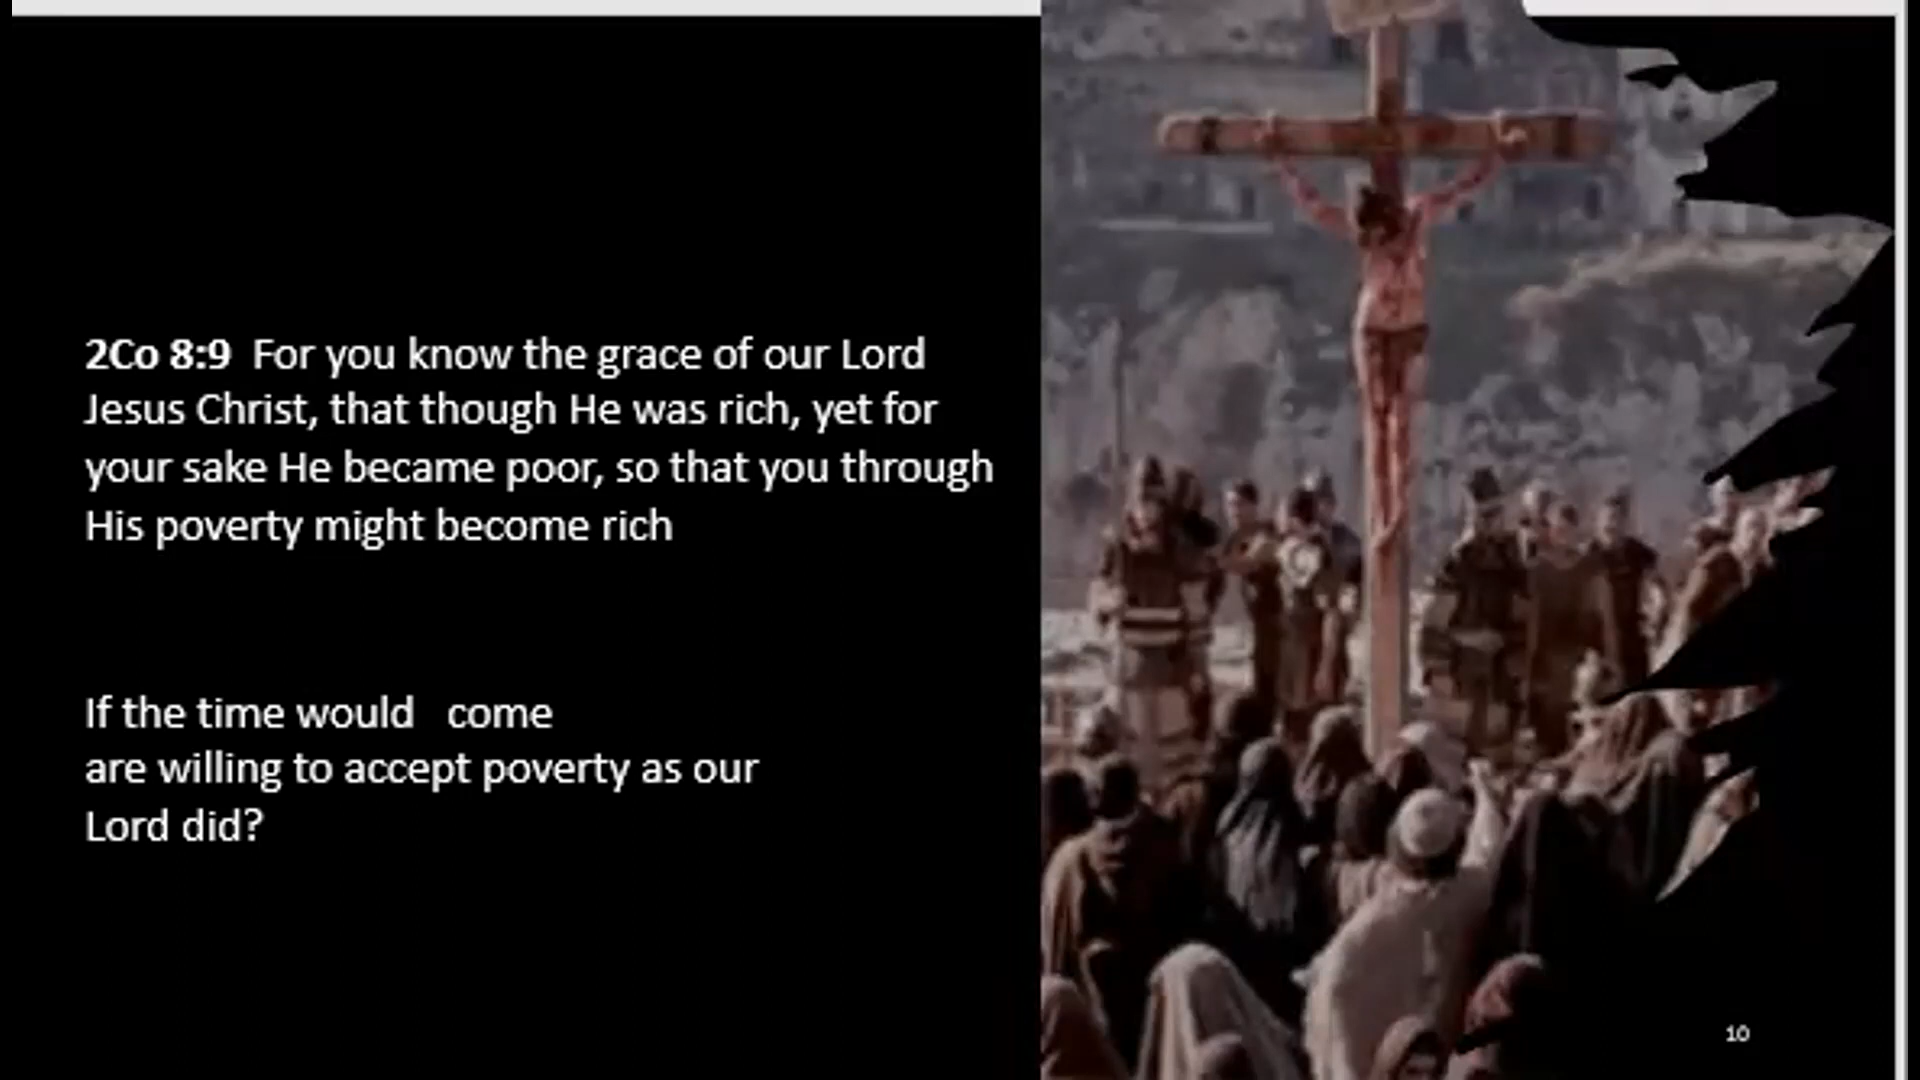 2Co 8:9 For you know the grace of our Lord
Jesus Christ, that though He was rich, yet for
your sake He became poor, so that you through
His poverty might become rich
If the time would come
are willing to accept poverty as our
Lord did?
10